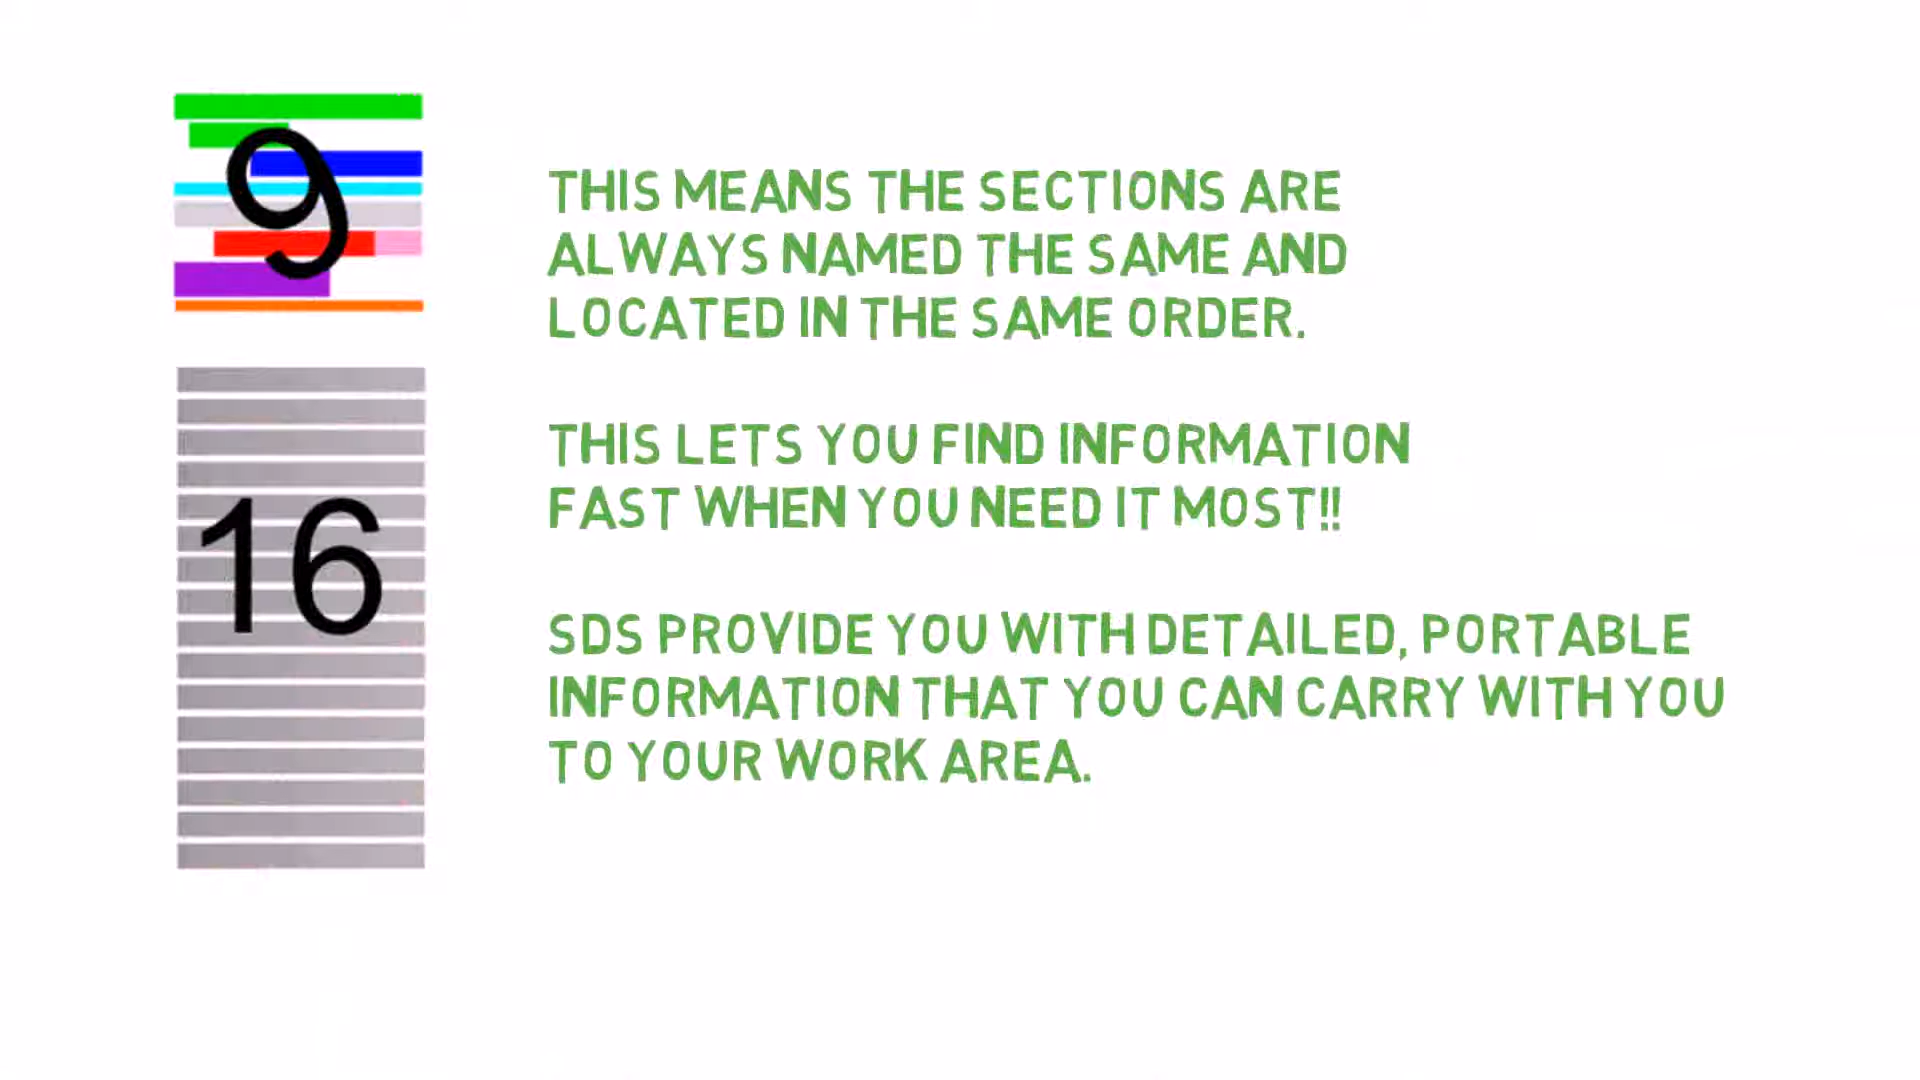 9
THIS MEANS THE SECTIONS ARE
ALWAYS NAMED THE SAME AND
LOCATED IN THE SAME ORDER.
THIS LETS YOU FIND INFORMATION
FAST WHEN YOU NEED IT MOST!!
16
SDS PROVIDE YOU WITH DETAILED, PORTABLE
INFORMATION THAT YOU CAN CARRY WITH YOU
TO YOUR WORK AREA.